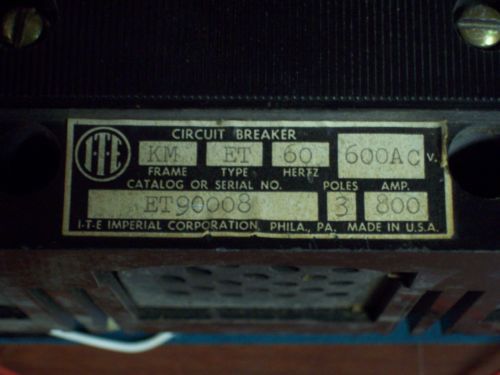 CIRCUIT BREAKER
I-T-E KM ET 60 600AC V.
FRAME TYPE HERTZ
CATALOG OR SERIAL NO. POLES AMP.
ET90008 3 800
I-T-E IMPERIAL CORPORATION, PHILA., PA. MADE IN U.S.A.